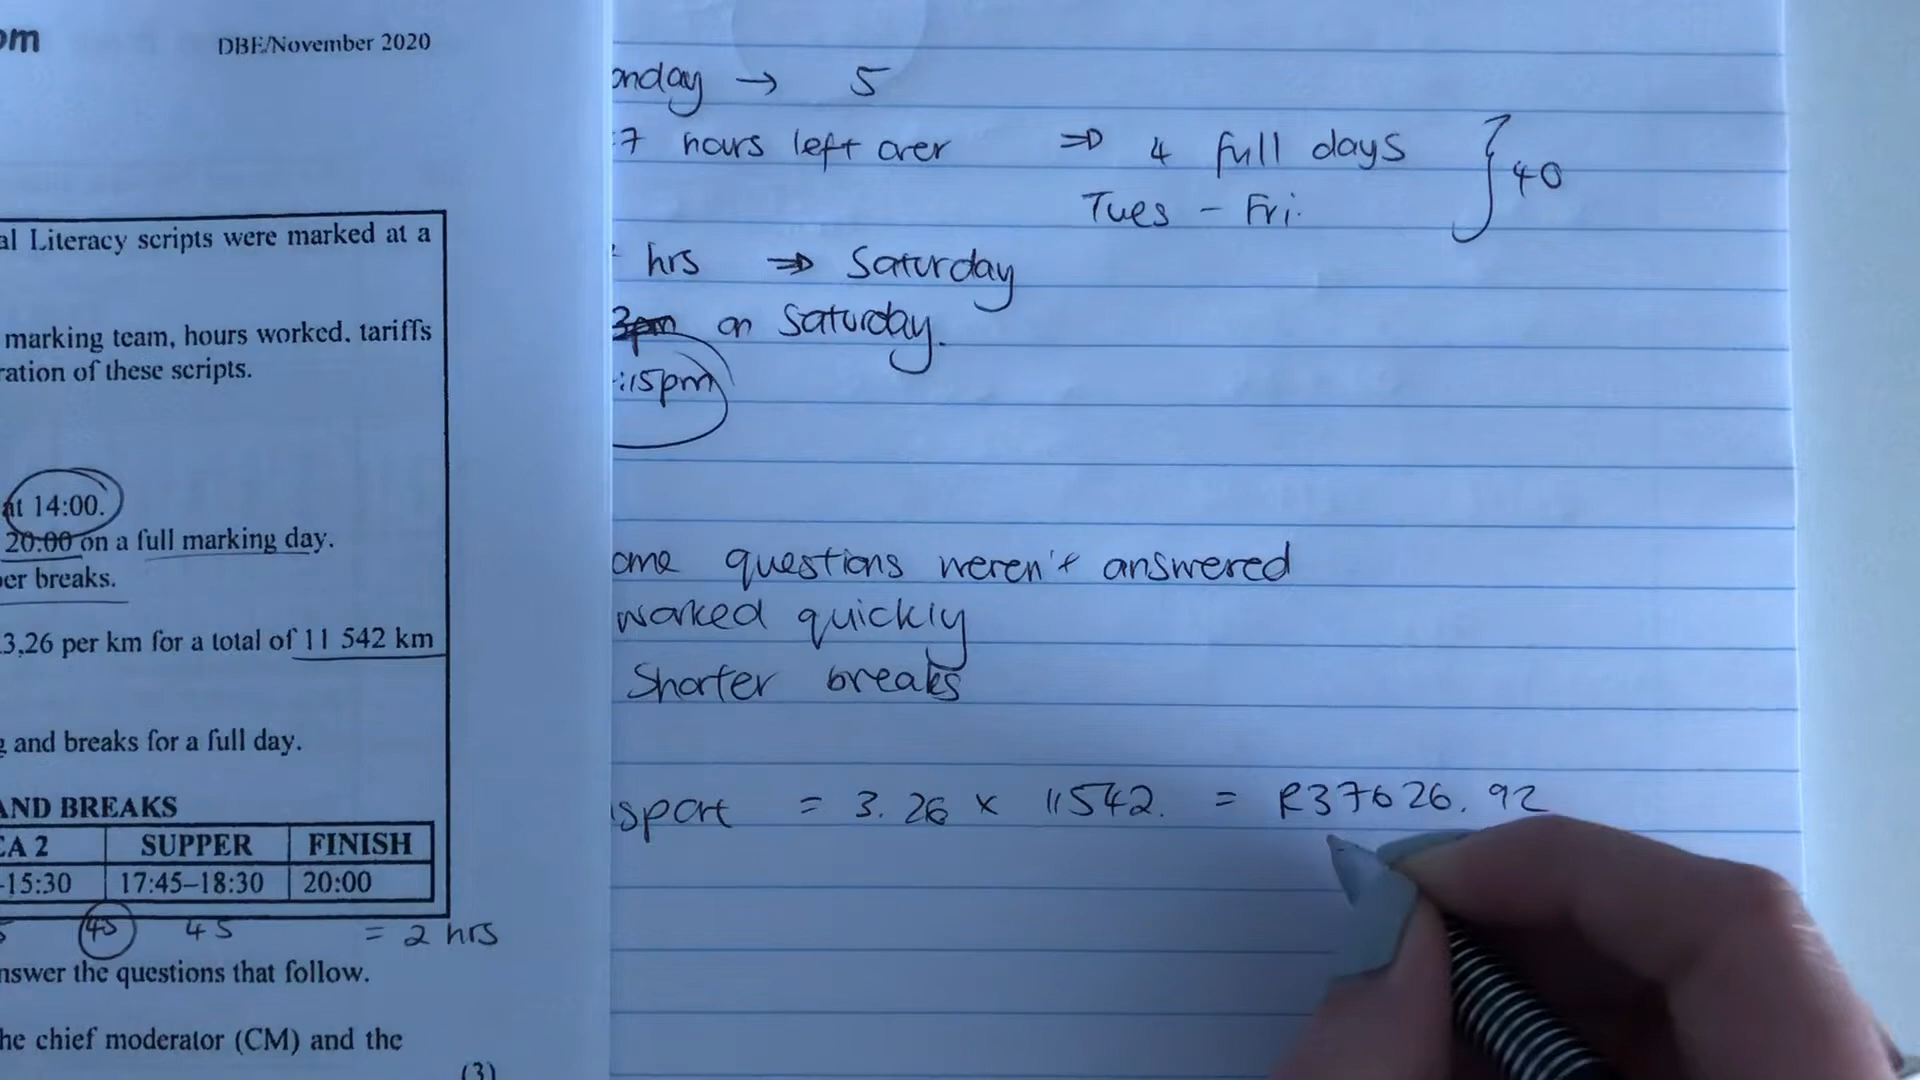 om
DBE/November 2020
al Literacy scripts were marked at a
marking team, hours worked, tariffs
ration of these scripts.
at 14:00.
20:00 on a full marking day.
er breaks.
3,26 per km for a total of 11 542 km
g and breaks for a full day.
AND BREAKS
CA 2 SUPPER FINISH
-15:30 17:45–18:30 20:00
45 45 = 2 hrs
nswer the questions that follow.
he chief moderator (CM) and the
(3)
onday → 5
7 hours left over ⇒ 4 full days } 40
Tues - Fri.
hrs ⇒ Saturday
3pm on Saturday.
:15pm
ome questions weren't answered
worked quickly
Shorter breaks
sport = 3.26 × 11542. = R37626.92